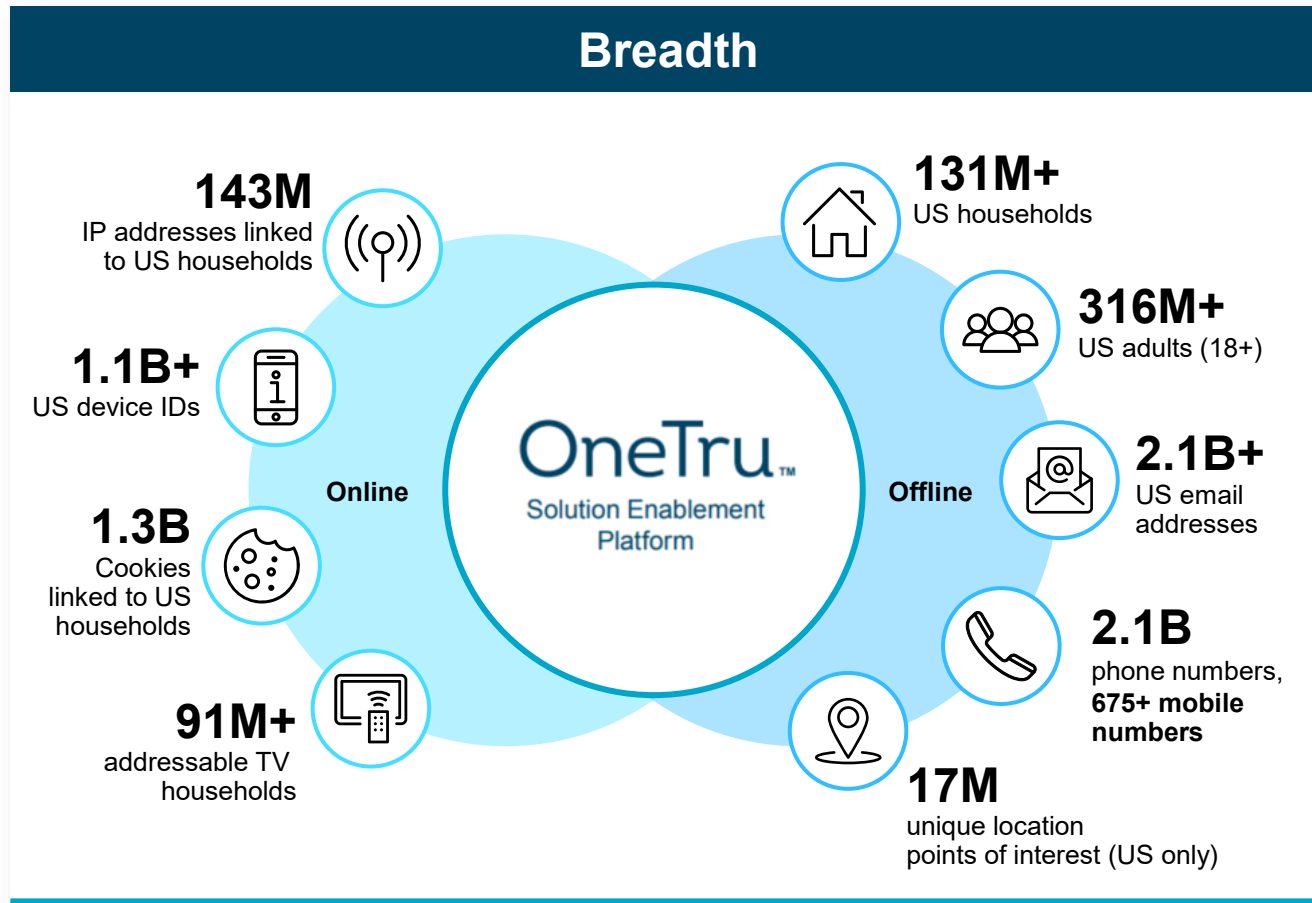 Breadth
143M
IP addresses linked
to US households
1.1B+
US device IDs
1.3B
Cookies
linked to US
households
91M+
addressable TV
households
Online
OneTru™
Solution Enablement
Platform
Offline
131M+
US households
316M+
US adults (18+)
2.1B+
US email
addresses
2.1B
phone numbers,
675+ mobile
numbers
17M
unique location
points of interest (US only)